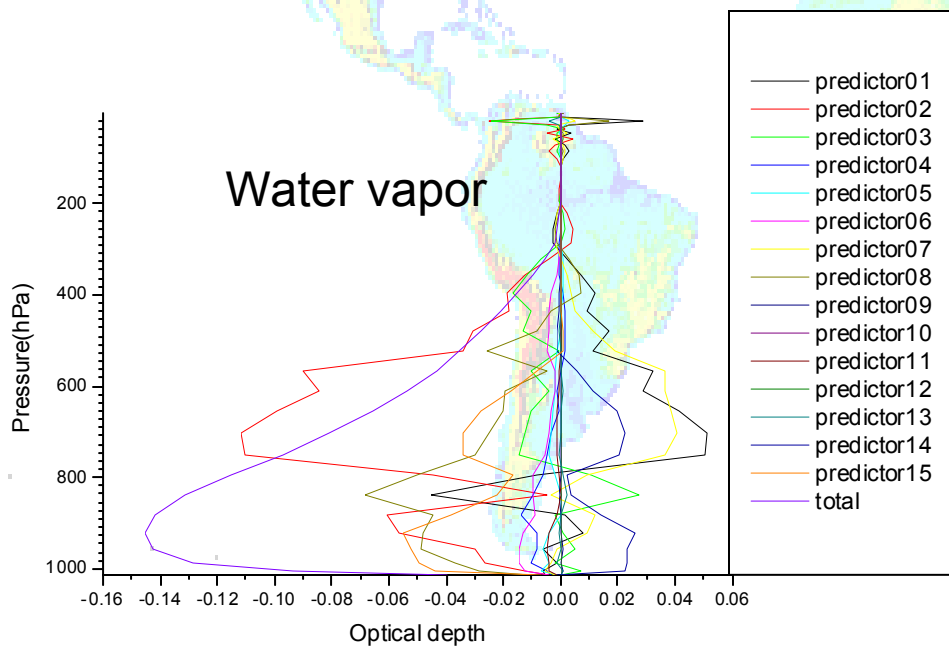 Water vapor
Pressure(hPa)
200
400
600
800
1000
-0.16 -0.14 -0.12 -0.10 -0.08 -0.06 -0.04 -0.02 0.00 0.02 0.04 0.06
Optical depth
predictor01
predictor02
predictor03
predictor04
predictor05
predictor06
predictor07
predictor08
predictor09
predictor10
predictor11
predictor12
predictor13
predictor14
predictor15
total